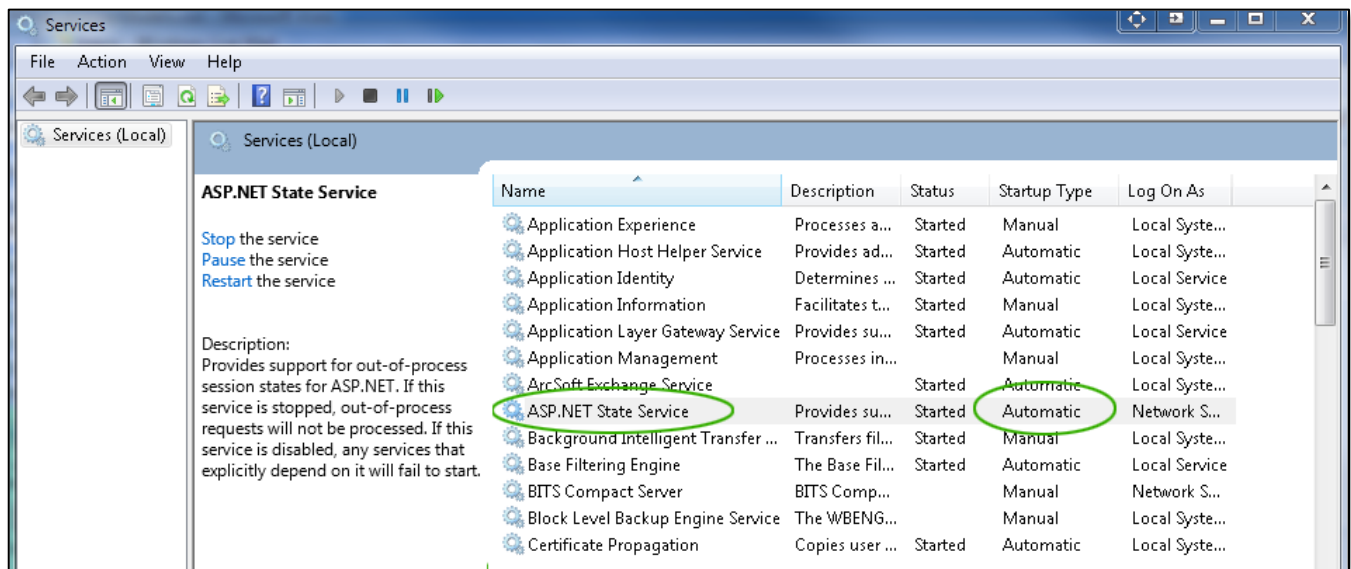 Services
File Action View Help
Services (Local)
Services (Local)
ASP.NET State Service
Stop the service
Pause the service
Restart the service
Description:
Provides support for out-of-process
session states for ASP.NET. If this
service is stopped, out-of-process
requests will not be processed. If this
service is disabled, any services that
explicitly depend on it will fail to start.
Name Description Status Startup Type Log On As
Application Experience Processes a... Started Manual Local Syste...
Application Host Helper Service Provides ad... Started Automatic Local Syste...
Application Identity Determines ... Started Automatic Local Service
Application Information Facilitates t... Started Manual Local Syste...
Application Layer Gateway Service Provides su... Started Automatic Local Service
Application Management Processes in... Manual Local Syste...
ArcSoft Exchange Service Started Automatic Local Syste...
ASP.NET State Service Provides su... Started Automatic Network S...
Background Intelligent Transfer ... Transfers fil... Started Manual Local Syste...
Base Filtering Engine The Base Fil... Started Automatic Local Service
BITS Compact Server BITS Comp... Manual Network S...
Block Level Backup Engine Service The WBENG... Manual Local Syste...
Certificate Propagation Copies user ... Started Automatic Local Syste...